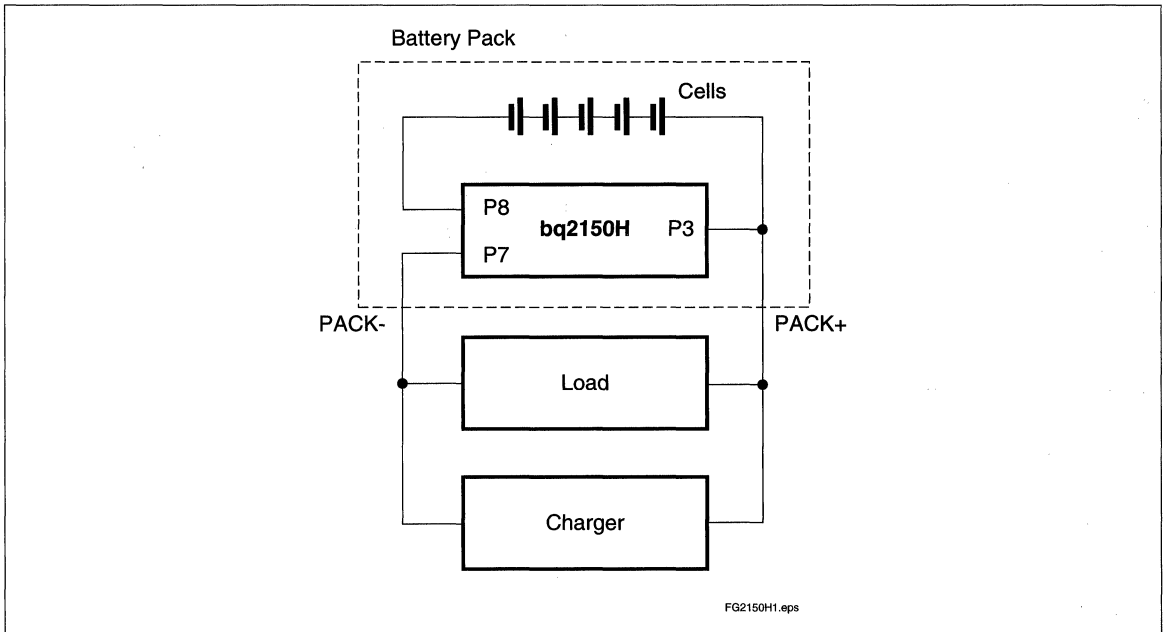 Battery Pack
Cells
P8
bq2150H
P3
P7
PACK-
PACK+
Load
Charger
FG2150H1.eps